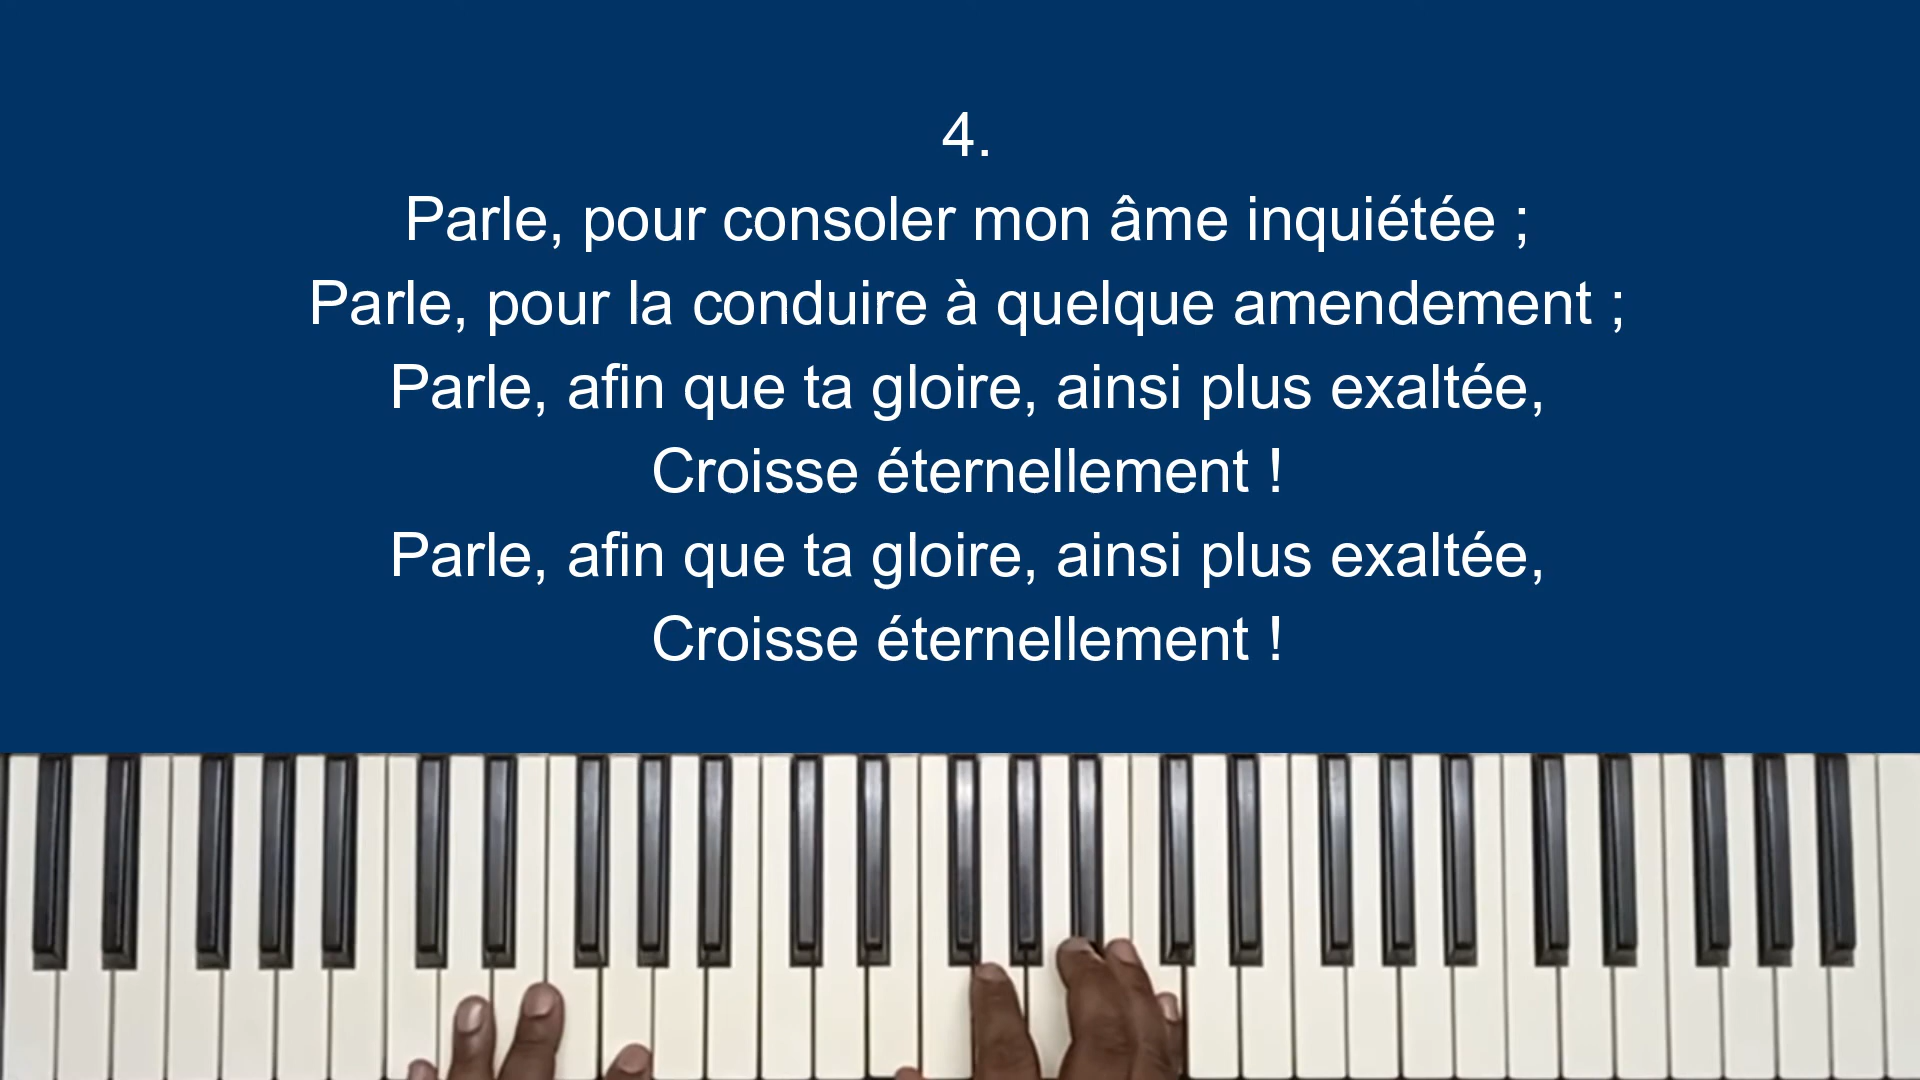 4.
Parle, pour consoler mon âme inquiétée ;
Parle, pour la conduire à quelque amendement ;
Parle, afin que ta gloire, ainsi plus exaltée,
Croisse éternellement !
Parle, afin que ta gloire, ainsi plus exaltée,
Croisse éternellement !